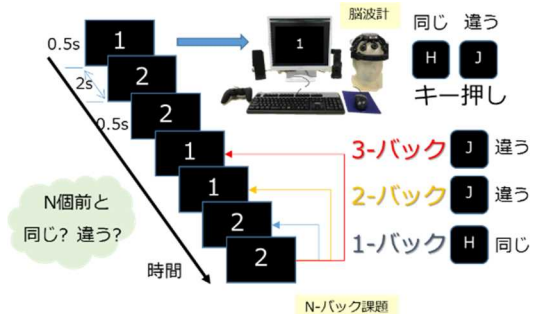 脳波計
0.5s
1
1
同じ 違う
H J
キー押し
2s
2
0.5s
2
1
3-バック J 違う
1
2-バック J 違う
N個前と
同じ? 違う?
2
1-バック H 同じ
2
時間
N-バック課題